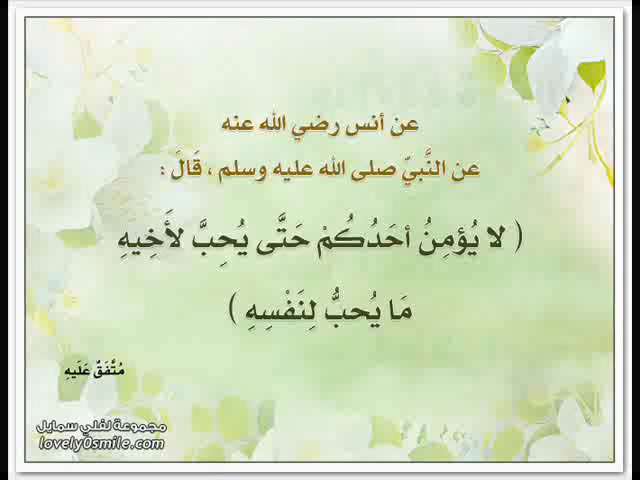 عن أنس رضي الله عنه
عن النَّبيّ صلى الله عليه وسلم ، قَالَ :
( لا يُؤمِنُ أحَدُكُمْ حَتَّى يُحِبَّ لأَخِيهِ
مَا يُحبُّ لِنَفْسِهِ )
مُتَّفَقٌ عَلَيهِ
مجموعة لفلي سمايل
lovely0smile.com